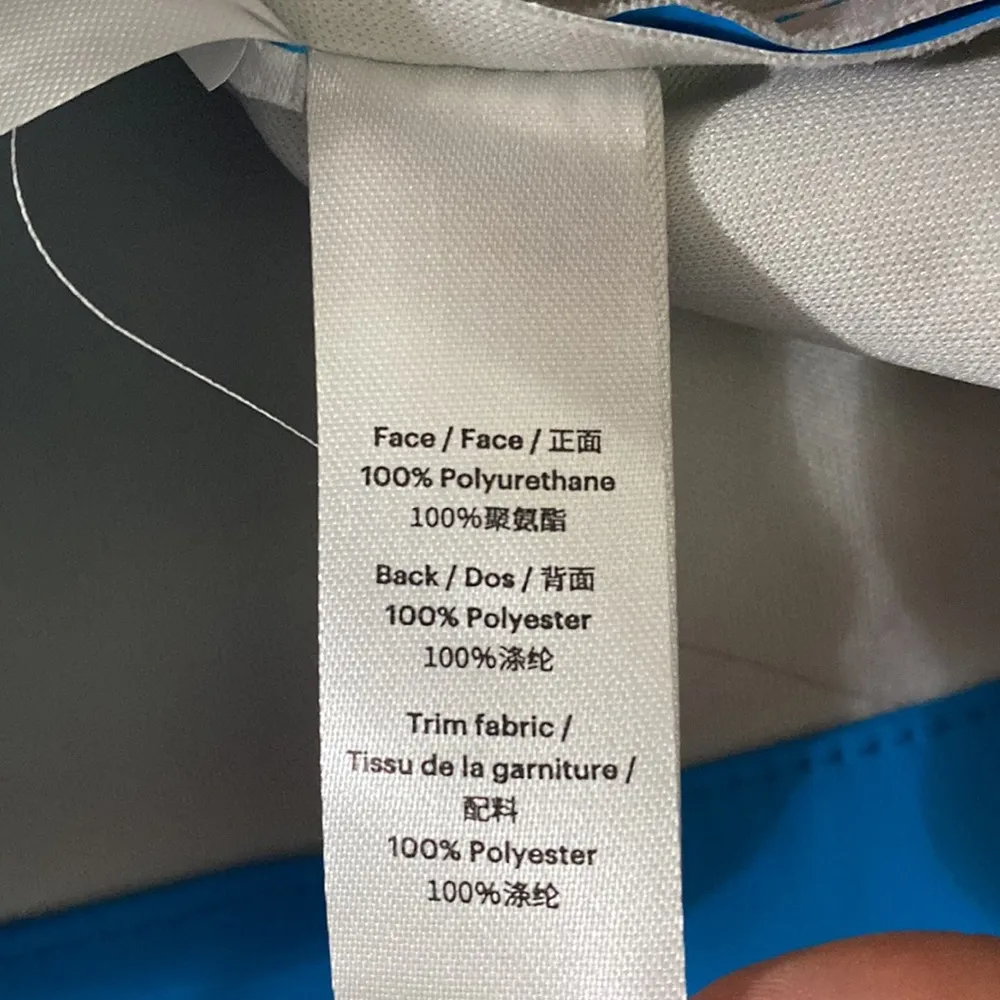 Face / Face / 正面
100% Polyurethane
100%聚氨酯
Back / Dos / 背面
100% Polyester
100%涤纶
Trim fabric /
Tissu de la garniture /
配料
100% Polyester
100%涤纶